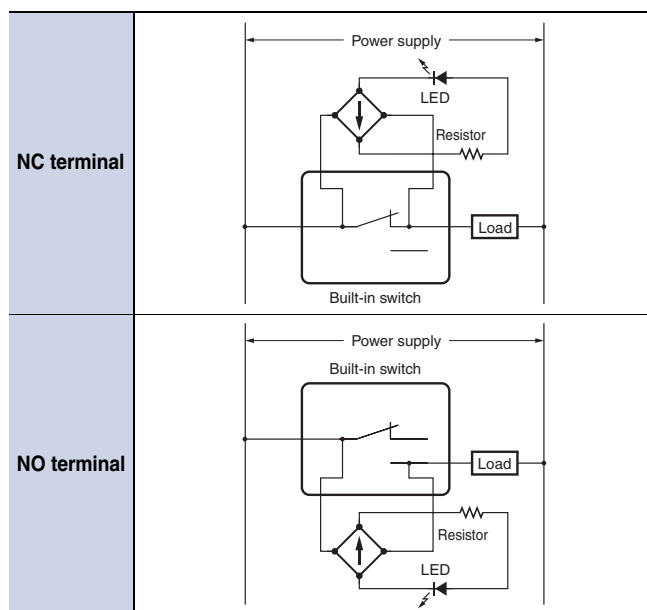 NC terminal
Power supply
LED
Resistor
Load
Built-in switch
NO terminal
Power supply
Built-in switch
Load
Resistor
LED